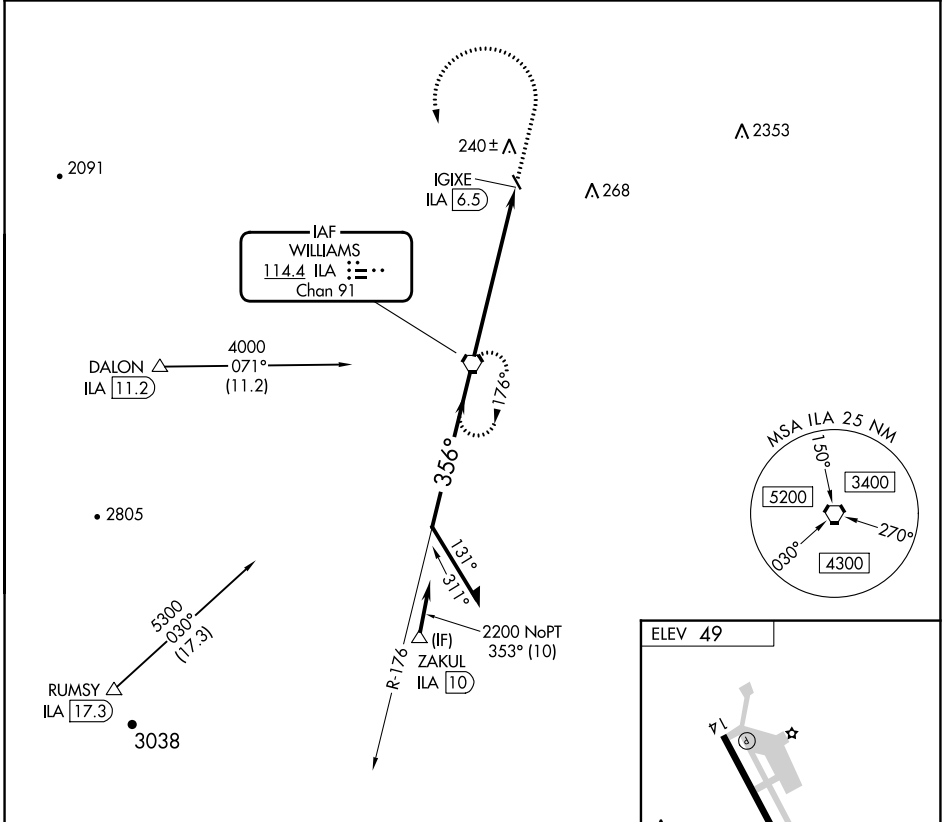 2353
240±
2091
IGIXE
ILA 6.5
268
IAF
WILLIAMS
114.4 ILA
Chan 91
4000
DALON
071°
ILA 11.2
(11.2)
176°
MSA ILA 25 NM
150°
356°
3400
5200
2805
270°
030°
131°
4300
311°
5300
030°
(17.3)
2200 NoPT
(IF)
353° (10)
ELEV 49
ZAKUL
R-176
ILA 10
RUMSY
ILA 17.3
3038
14
P